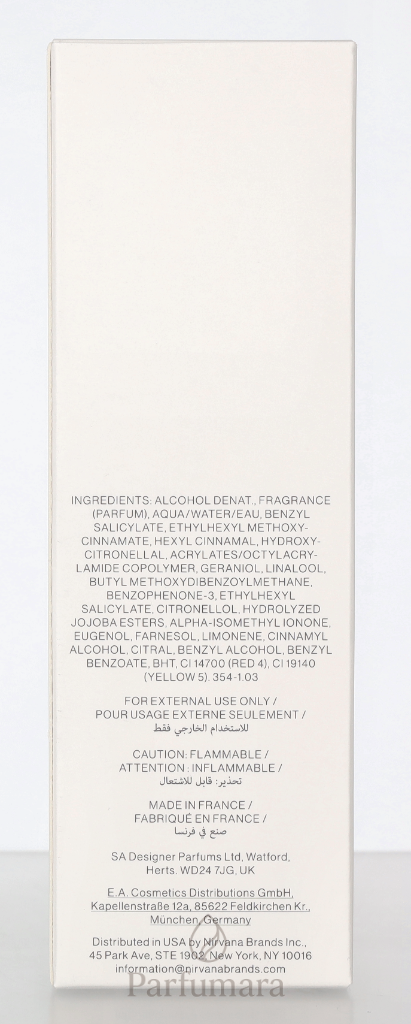 INGREDIENTS: ALCOHOL DENAT., FRAGRANCE
(PARFUM), AQUA/WATER/EAU, BENZYL
SALICYLATE, ETHYLHEXYL METHOXY-
CINNAMATE, HEXYL CINNAMAL, HYDROXY-
CITRONELLAL, ACRYLATES/OCTYLACRY-
LAMIDE COPOLYMER, GERANIOL, LINALOOL,
BUTYL METHOXYDIBENZOYLMETHANE,
BENZOPHENONE-3, ETHYLHEXYL
SALICYLATE, CITRONELLOL, HYDROLYZED
JOJOBA ESTERS, ALPHA-ISOMETHYL IONONE,
EUGENOL, FARNESOL, LIMONENE, CINNAMYL
ALCOHOL, CITRAL, BENZYL ALCOHOL, BENZYL
BENZOATE, BHT, CI 14700 (RED 4), CI 19140
(YELLOW 5). 354-1.03
FOR EXTERNAL USE ONLY /
POUR USAGE EXTERNE SEULEMENT /
للاستخدام الخارجي فقط
CAUTION: FLAMMABLE /
ATTENTION : INFLAMMABLE /
تحذير: قابل للاشتعال
MADE IN FRANCE /
FABRIQUÉ EN FRANCE /
صنع في فرنسا
SA Designer Parfums Ltd, Watford,
Herts. WD24 7JG, UK
E.A. Cosmetics Distributions GmbH,
Kapellenstraße 12a, 85622 Feldkirchen Kr.,
München, Germany
Distributed in USA by Nirvana Brands Inc.,
45 Park Ave, STE 1902, New York, NY 10016
information@nirvanabrands.com
Parfumara